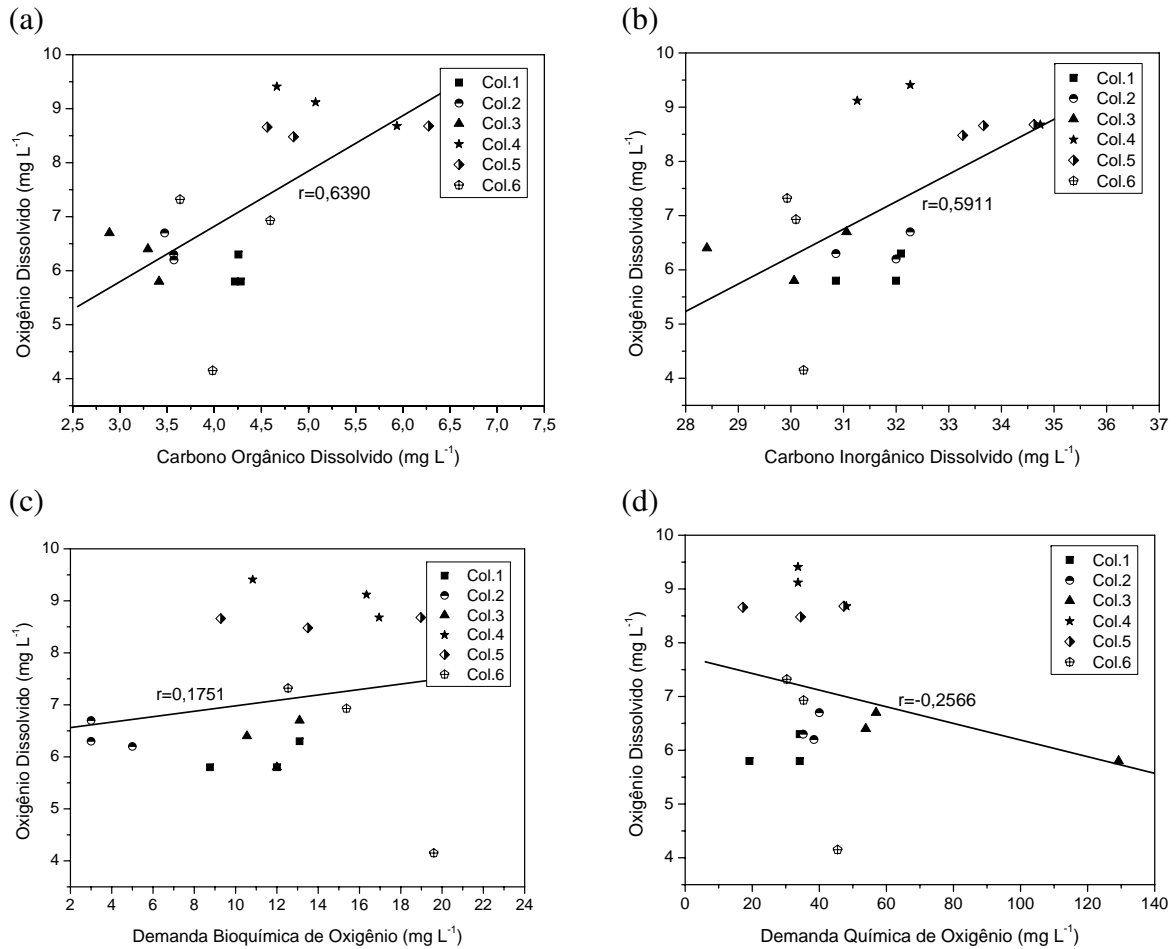 (a)
Oxigênio Dissolvido (mg L⁻¹)
10
9
8
7
6
5
4
Col.1
Col.2
Col.3
Col.4
Col.5
Col.6
r=0,6390
2,5 3,0 3,5 4,0 4,5 5,0 5,5 6,0 6,5 7,0 7,5
Carbono Orgânico Dissolvido (mg L⁻¹)
(b)
Oxigênio Dissolvido (mg L⁻¹)
10
9
8
7
6
5
4
Col.1
Col.2
Col.3
Col.4
Col.5
Col.6
r=0,5911
28 29 30 31 32 33 34 35 36 37
Carbono Inorgânico Dissolvido (mg L⁻¹)
(c)
Oxigênio Dissolvido (mg L⁻¹)
10
9
8
7
6
5
4
Col.1
Col.2
Col.3
Col.4
Col.5
Col.6
r=0,1751
2 4 6 8 10 12 14 16 18 20 22 24
Demanda Bioquímica de Oxigênio (mg L⁻¹)
(d)
Oxigênio Dissolvido (mg L⁻¹)
10
9
8
7
6
5
4
Col.1
Col.2
Col.3
Col.4
Col.5
Col.6
r=-0,2566
0 20 40 60 80 100 120 140
Demanda Química de Oxigênio (mg L⁻¹)